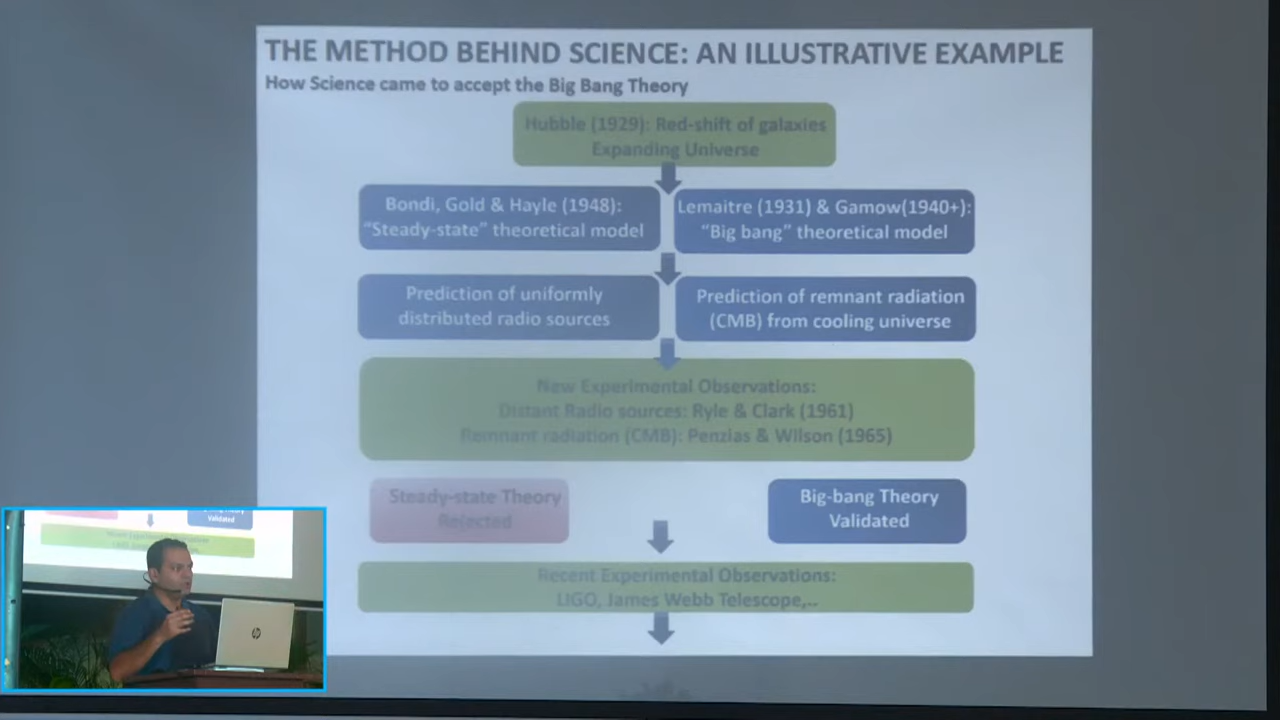 THE METHOD BEHIND SCIENCE: AN ILLUSTRATIVE EXAMPLE
How Science came to accept the Big Bang Theory
Hubble (1929): Red-shift of galaxies
Expanding Universe
Bondi, Gold & Hayle (1948):
"Steady-state" theoretical model
Lemaitre (1931) & Gamow(1940+):
"Big bang" theoretical model
Prediction of uniformly
distributed radio sources
Prediction of remnant radiation
(CMB) from cooling universe
New Experimental Observations:
Distant Radio sources: Ryle & Clark (1961)
Remnant radiation (CMB): Penzias & Wilson (1965)
Steady-state Theory
Rejected
Big-bang Theory
Validated
Recent Experimental Observations:
LIGO, James Webb Telescope,..
Validated
hp